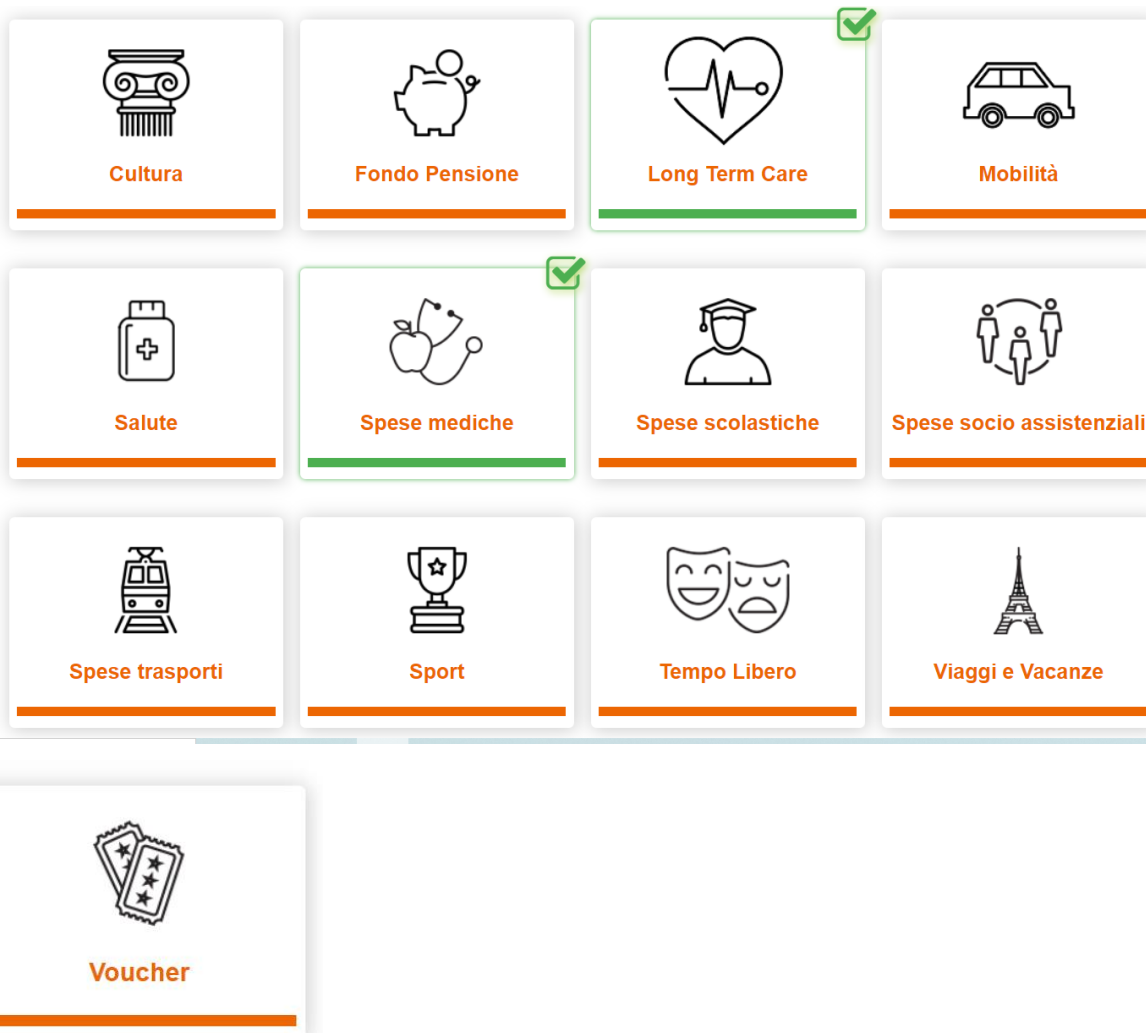 Cultura
Fondo Pensione
Long Term Care
Mobilità
Salute
Spese mediche
Spese scolastiche
Spese socio assistenziali
Spese trasporti
Sport
Tempo Libero
Viaggi e Vacanze
Voucher